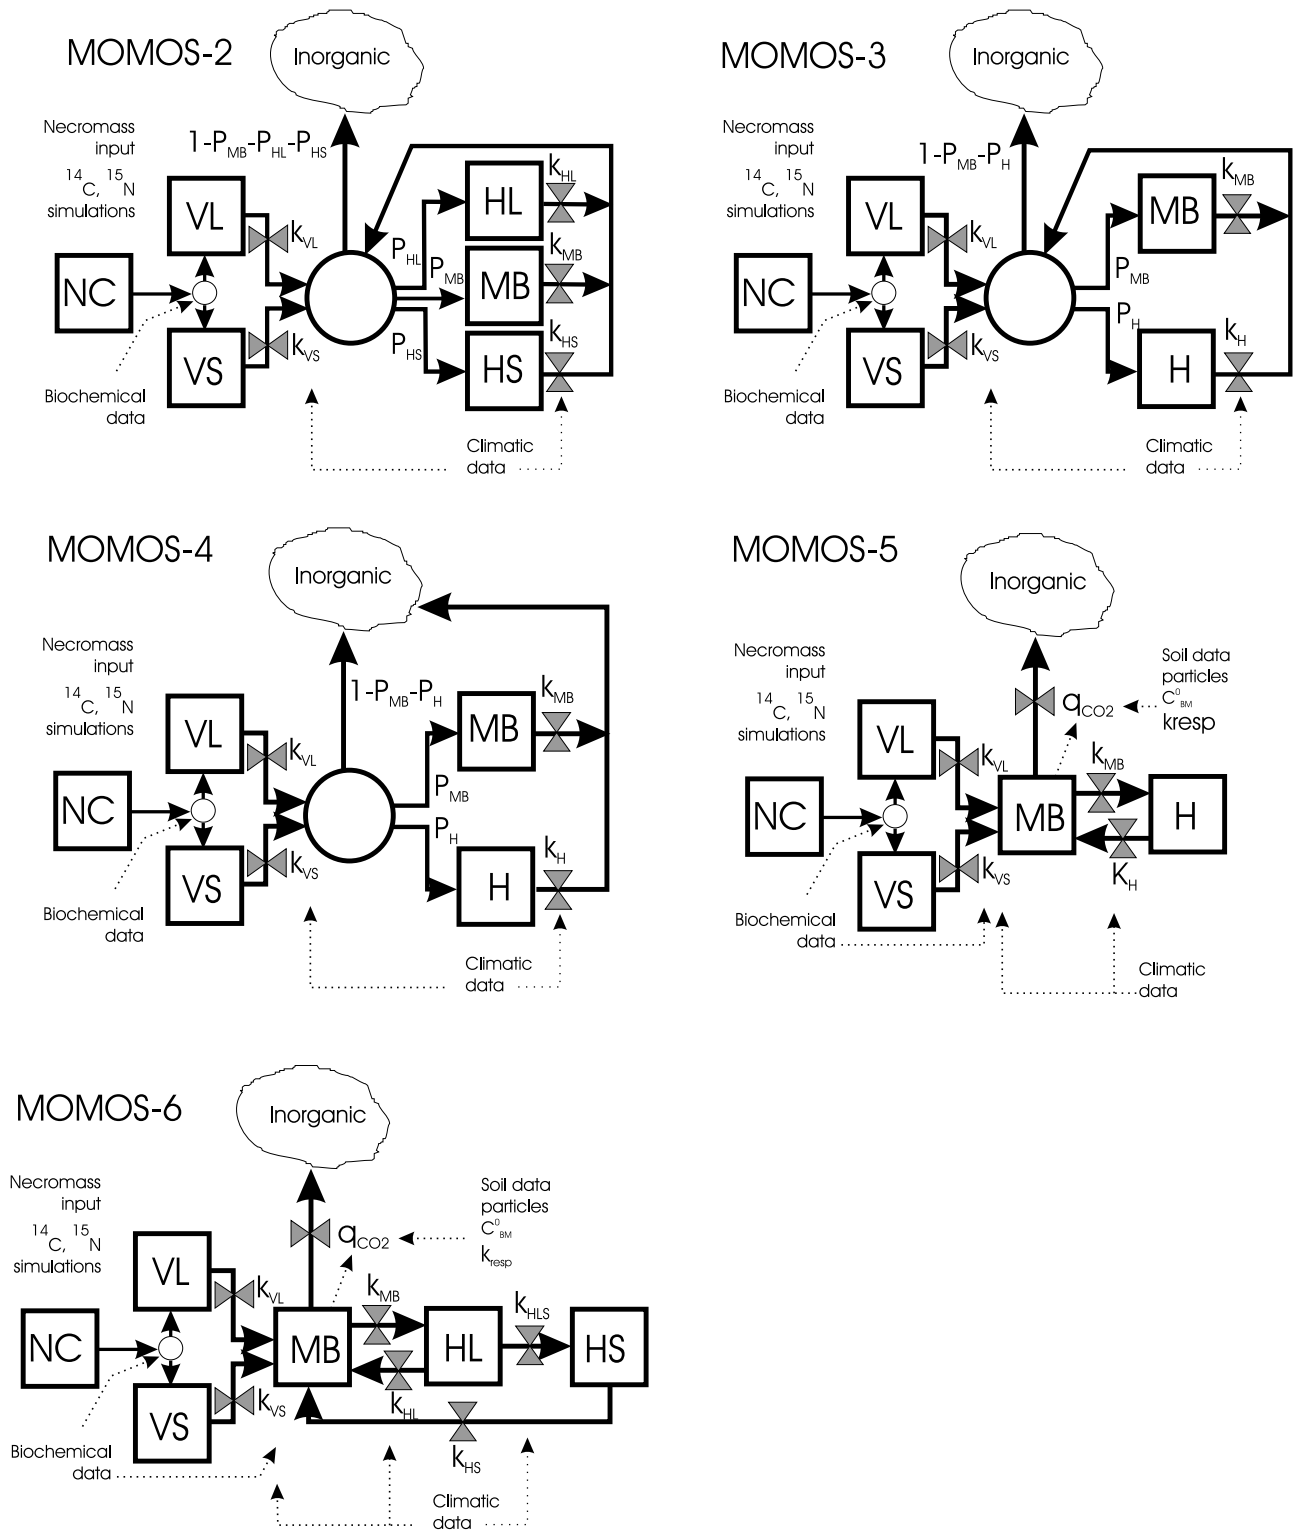 MOMOS-2
Inorganic
Necromass
input
14C, 15N
simulations
1-PMB-PHL-PHS
VL
kVL
NC
VS
kVS
Biochemical
data
PHL
PMB
PHS
HL
kHL
MB
kMB
HS
kHS
Climatic
data
MOMOS-3
Inorganic
Necromass
input
14C, 15N
simulations
1-PMB-PH
VL
kVL
NC
VS
kVS
Biochemical
data
PMB
PH
MB
kMB
H
kH
Climatic
data
MOMOS-4
Inorganic
Necromass
input
14C, 15N
simulations
1-PMB-PH
VL
kVL
NC
VS
kVS
Biochemical
data
PMB
PH
MB
kMB
H
kH
Climatic
data
MOMOS-5
Inorganic
Necromass
input
14C, 15N
simulations
Soil data
particles
C0BM
kresp
qCO2
VL
kVL
NC
VS
kVS
Biochemical
data
MB
kMB
H
KH
Climatic
data
MOMOS-6
Inorganic
Necromass
input
14C, 15N
simulations
Soil data
particles
C0BM
kresp
qCO2
VL
kVL
NC
VS
kVS
Biochemical
data
MB
kMB
HL
kHL
kHLS
HS
kHS
Climatic
data